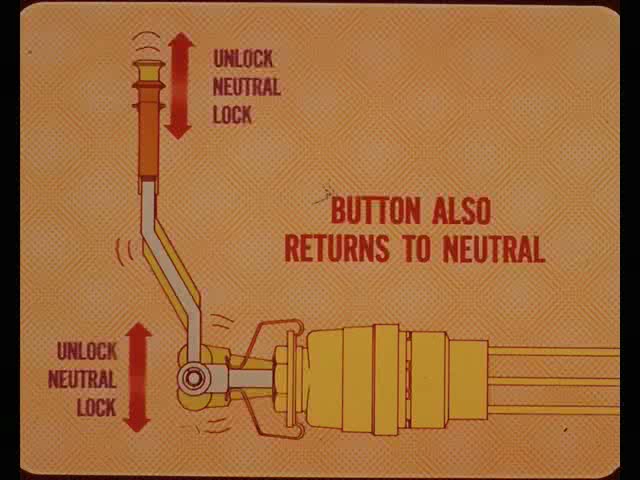 UNLOCK
NEUTRAL
LOCK
BUTTON ALSO
RETURNS TO NEUTRAL
UNLOCK
NEUTRAL
LOCK